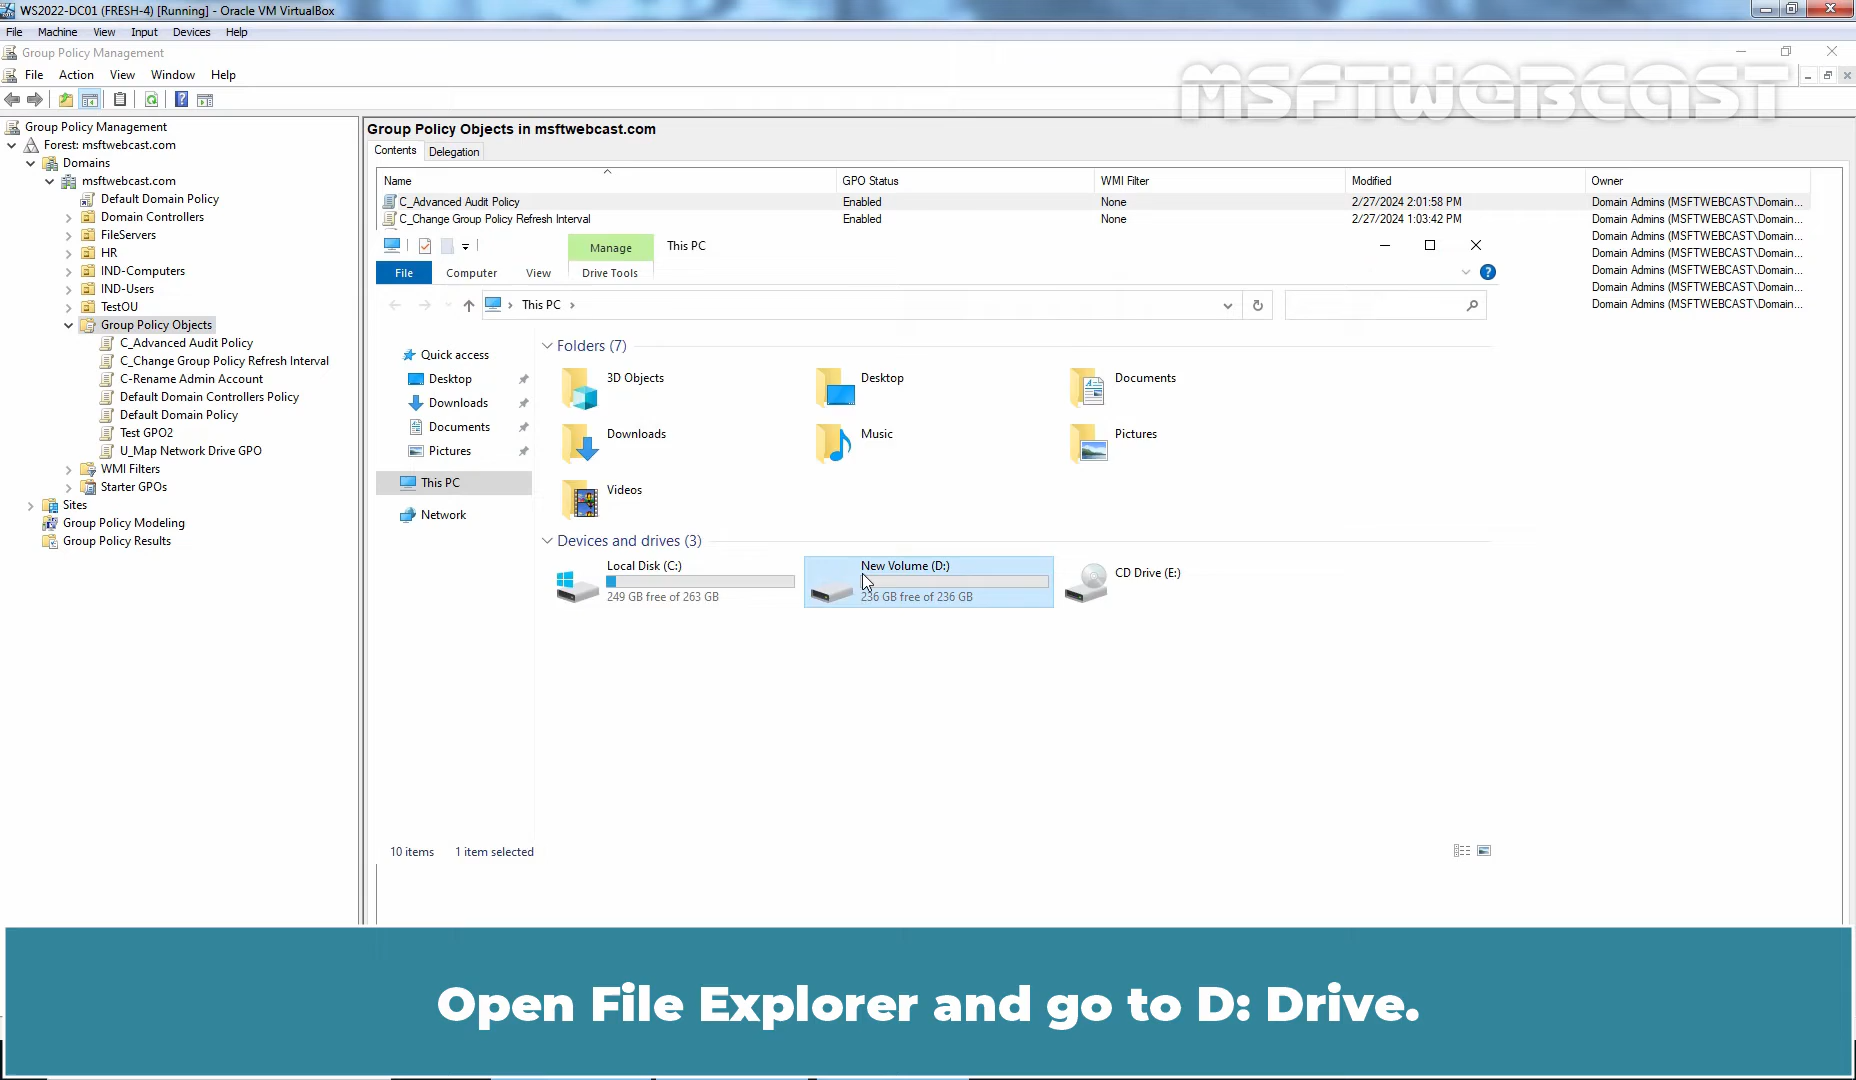 WS2022-DC01 (FRESH-4) [Running] - Oracle VM VirtualBox
File Machine View Input Devices Help
Group Policy Management
File Action View Window Help
MSFTWEBCAST
Group Policy Management
Forest: msftwebcast.com
Domains
msftwebcast.com
Default Domain Policy
Domain Controllers
FileServers
HR
IND-Computers
IND-Users
TestOU
Group Policy Objects
C_Advanced Audit Policy
C_Change Group Policy Refresh Interval
C-Rename Admin Account
Default Domain Controllers Policy
Default Domain Policy
Test GPO2
U_Map Network Drive GPO
WMI Filters
Starter GPOs
Sites
Group Policy Modeling
Group Policy Results
Group Policy Objects in msftwebcast.com
Contents Delegation
Name GPO Status WMI Filter Modified Owner
C_Advanced Audit Policy Enabled None 2/27/2024 2:01:58 PM Domain Admins (MSFTWEBCAST\Domain...
C_Change Group Policy Refresh Interval Enabled None 2/27/2024 1:03:42 PM Domain Admins (MSFTWEBCAST\Domain...
Domain Admins (MSFTWEBCAST\Domain...
Domain Admins (MSFTWEBCAST\Domain...
Domain Admins (MSFTWEBCAST\Domain...
Domain Admins (MSFTWEBCAST\Domain...
Domain Admins (MSFTWEBCAST\Domain...
Manage This PC
File Computer View Drive Tools
This PC
Quick access
Desktop
Downloads
Documents
Pictures
This PC
Network
Folders (7)
3D Objects Desktop Documents
Downloads Music Pictures
Videos
Devices and drives (3)
Local Disk (C:) New Volume (D:) CD Drive (E:)
249 GB free of 263 GB 236 GB free of 236 GB
10 items 1 item selected
Open File Explorer and go to D: Drive.